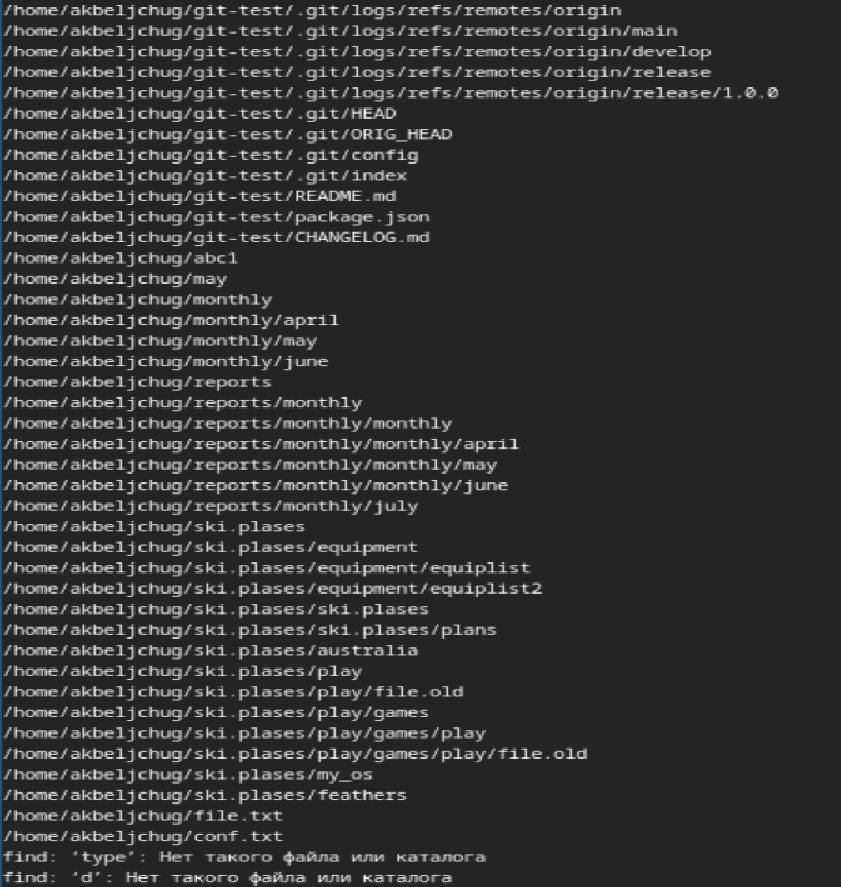 /home/akbeljchug/git-test/.git/logs/refs/remotes/origin
/home/akbeljchug/git-test/.git/logs/refs/remotes/origin/main
/home/akbeljchug/git-test/.git/logs/refs/remotes/origin/develop
/home/akbeljchug/git-test/.git/logs/refs/remotes/origin/release
/home/akbeljchug/git-test/.git/logs/refs/remotes/origin/release/1.0.0
/home/akbeljchug/git-test/.git/HEAD
/home/akbeljchug/git-test/.git/ORIG_HEAD
/home/akbeljchug/git-test/.git/config
/home/akbeljchug/git-test/.git/index
/home/akbeljchug/git-test/README.md
/home/akbeljchug/git-test/package.json
/home/akbeljchug/git-test/CHANGELOG.md
/home/akbeljchug/abc1
/home/akbeljchug/may
/home/akbeljchug/monthly
/home/akbeljchug/monthly/april
/home/akbeljchug/monthly/may
/home/akbeljchug/monthly/june
/home/akbeljchug/reports
/home/akbeljchug/reports/monthly
/home/akbeljchug/reports/monthly/monthly
/home/akbeljchug/reports/monthly/monthly/april
/home/akbeljchug/reports/monthly/monthly/may
/home/akbeljchug/reports/monthly/monthly/june
/home/akbeljchug/reports/monthly/july
/home/akbeljchug/ski.plases
/home/akbeljchug/ski.plases/equipment
/home/akbeljchug/ski.plases/equipment/equiplist
/home/akbeljchug/ski.plases/equipment/equiplist2
/home/akbeljchug/ski.plases/ski.plases
/home/akbeljchug/ski.plases/ski.plases/plans
/home/akbeljchug/ski.plases/australia
/home/akbeljchug/ski.plases/play
/home/akbeljchug/ski.plases/play/file.old
/home/akbeljchug/ski.plases/play/games
/home/akbeljchug/ski.plases/play/games/play
/home/akbeljchug/ski.plases/play/games/play/file.old
/home/akbeljchug/ski.plases/my_os
/home/akbeljchug/ski.plases/feathers
/home/akbeljchug/file.txt
/home/akbeljchug/conf.txt
find: ‘type’: Нет такого файла или каталога
find: ‘d’: Нет такого файла или каталога